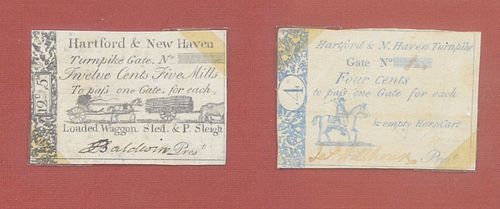 Hartford & New Haven
Turnpike Gate. No
Twelve Cents Five Mills
To paſs one Gate, for each
Loaded Waggon Sled. & P. Sleigh
Baldwin Prest
12 5
Hartford & N. Haven Turnpike
Gate No
Four cents
to paſs one Gate for each
& empty Horse Cart
4
Prest